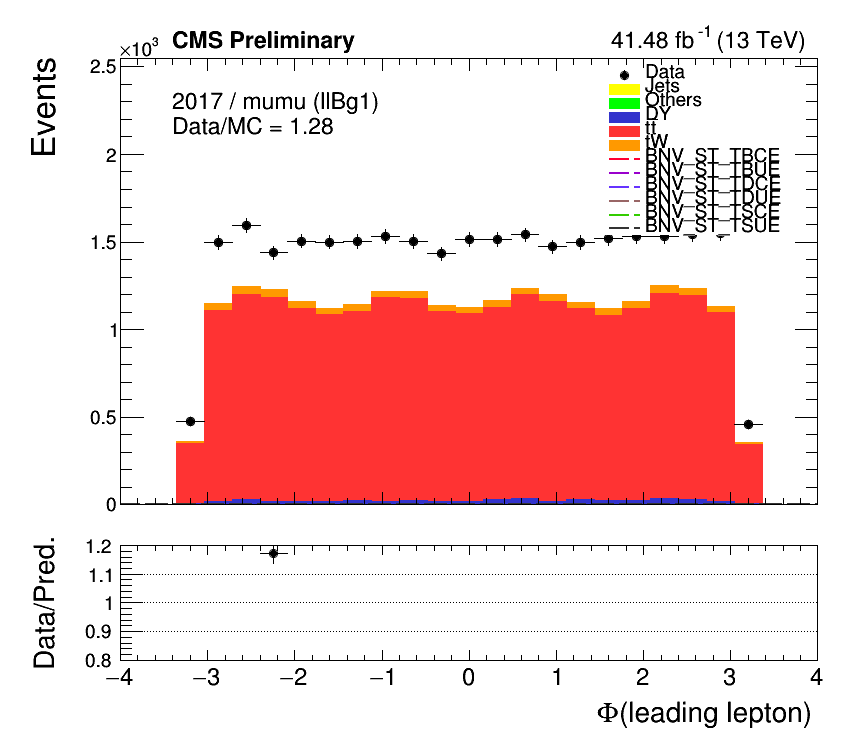 ×10³ CMS Preliminary 41.48 fb⁻¹ (13 TeV)
Events
2.5
2
1.5
1
0.5
0
2017 / mumu (llBg1)
Data/MC = 1.28
Data
Jets
Others
DY
tt
tW
BNV_ST_TBCE
BNV_ST_TBUE
BNV_ST_TDCE
BNV_ST_TDUE
BNV_ST_TSCE
BNV_ST_TSUE
Data/Pred.
1.2
1.1
1
0.9
0.8
−4 −3 −2 −1 0 1 2 3 4
Φ(leading lepton)